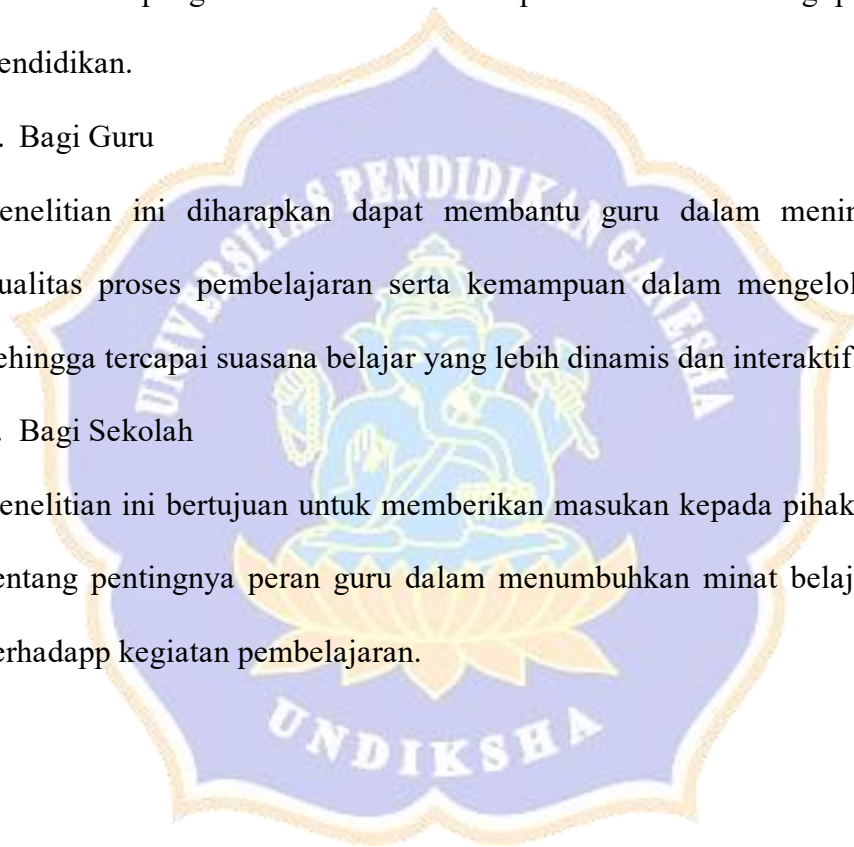 endidikan.
. Bagi Guru
enelitian ini diharapkan dapat membantu guru dalam menin
ualitas proses pembelajaran serta kemampuan dalam mengelol
ehingga tercapai suasana belajar yang lebih dinamis dan interaktif.
. Bagi Sekolah
enelitian ini bertujuan untuk memberikan masukan kepada pihak
entang pentingnya peran guru dalam menumbuhkan minat belaj
erhadapp kegiatan pembelajaran.
UNIVERSITAS PENDIDIKAN GANESHA
UNDIKSHA